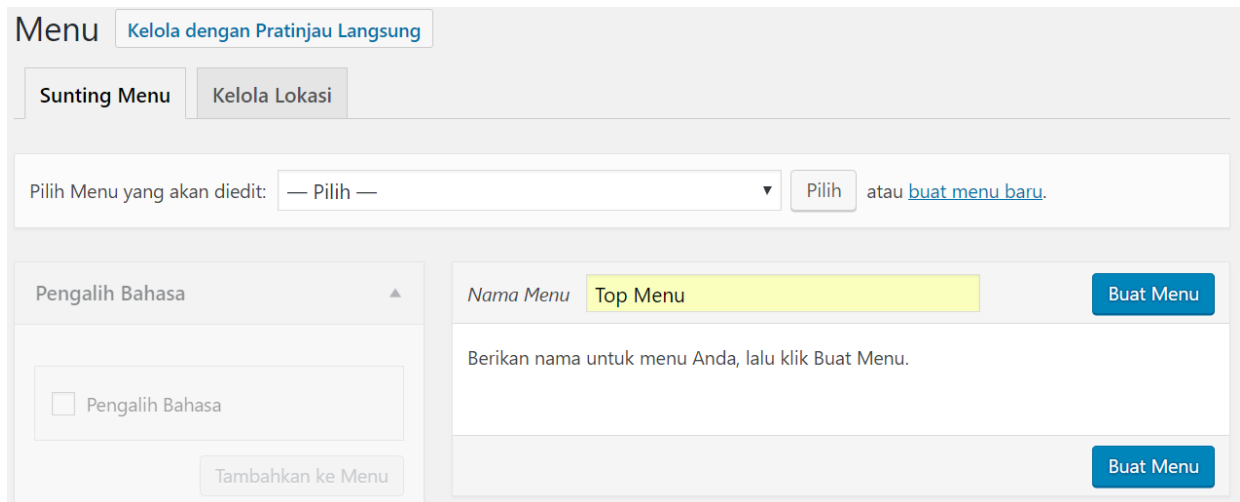 Menu Kelola dengan Pratinjau Langsung
Sunting Menu Kelola Lokasi
Pilih Menu yang akan diedit: — Pilih — Pilih atau buat menu baru.
Pengalih Bahasa
Nama Menu Top Menu Buat Menu
Berikan nama untuk menu Anda, lalu klik Buat Menu.
Pengalih Bahasa
Tambahkan ke Menu
Buat Menu